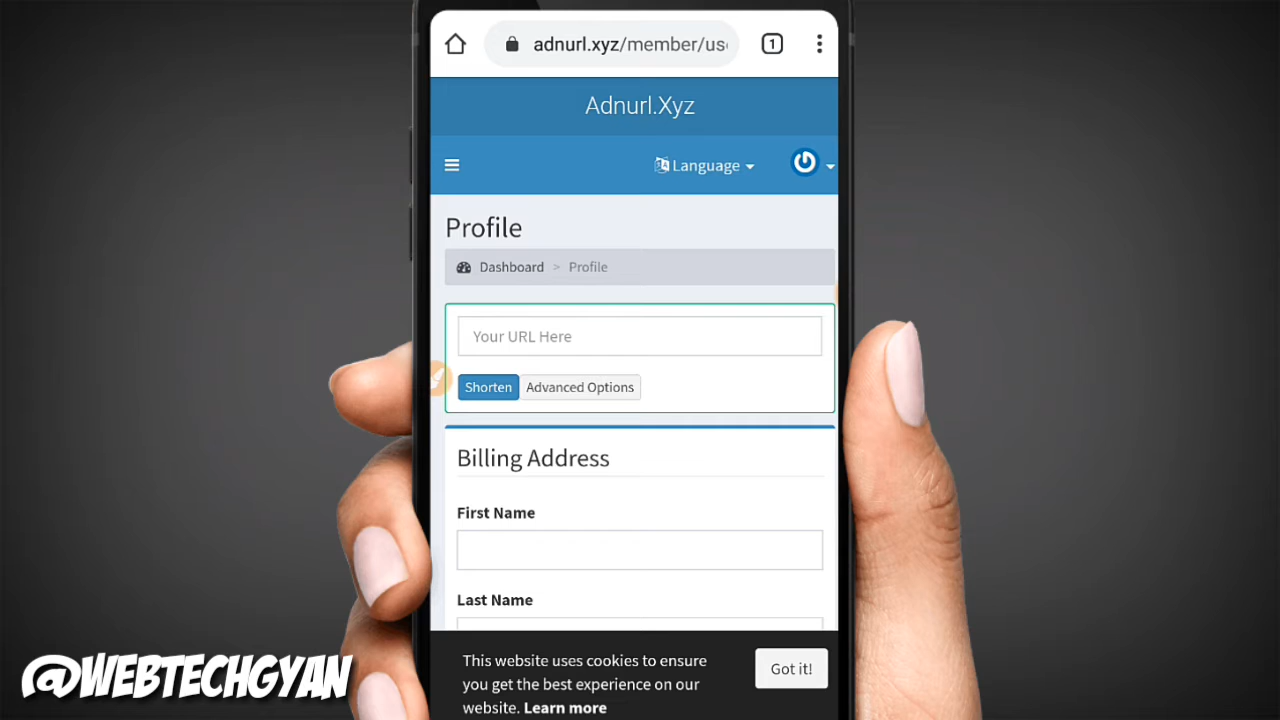 adnurl.xyz/member/us
1
Adnurl.Xyz
Language
Profile
Dashboard > Profile
Your URL Here
Shorten Advanced Options
Billing Address
First Name
Last Name
This website uses cookies to ensure
you get the best experience on our
website. Learn more
Got it!
@WEBTECHGYAN